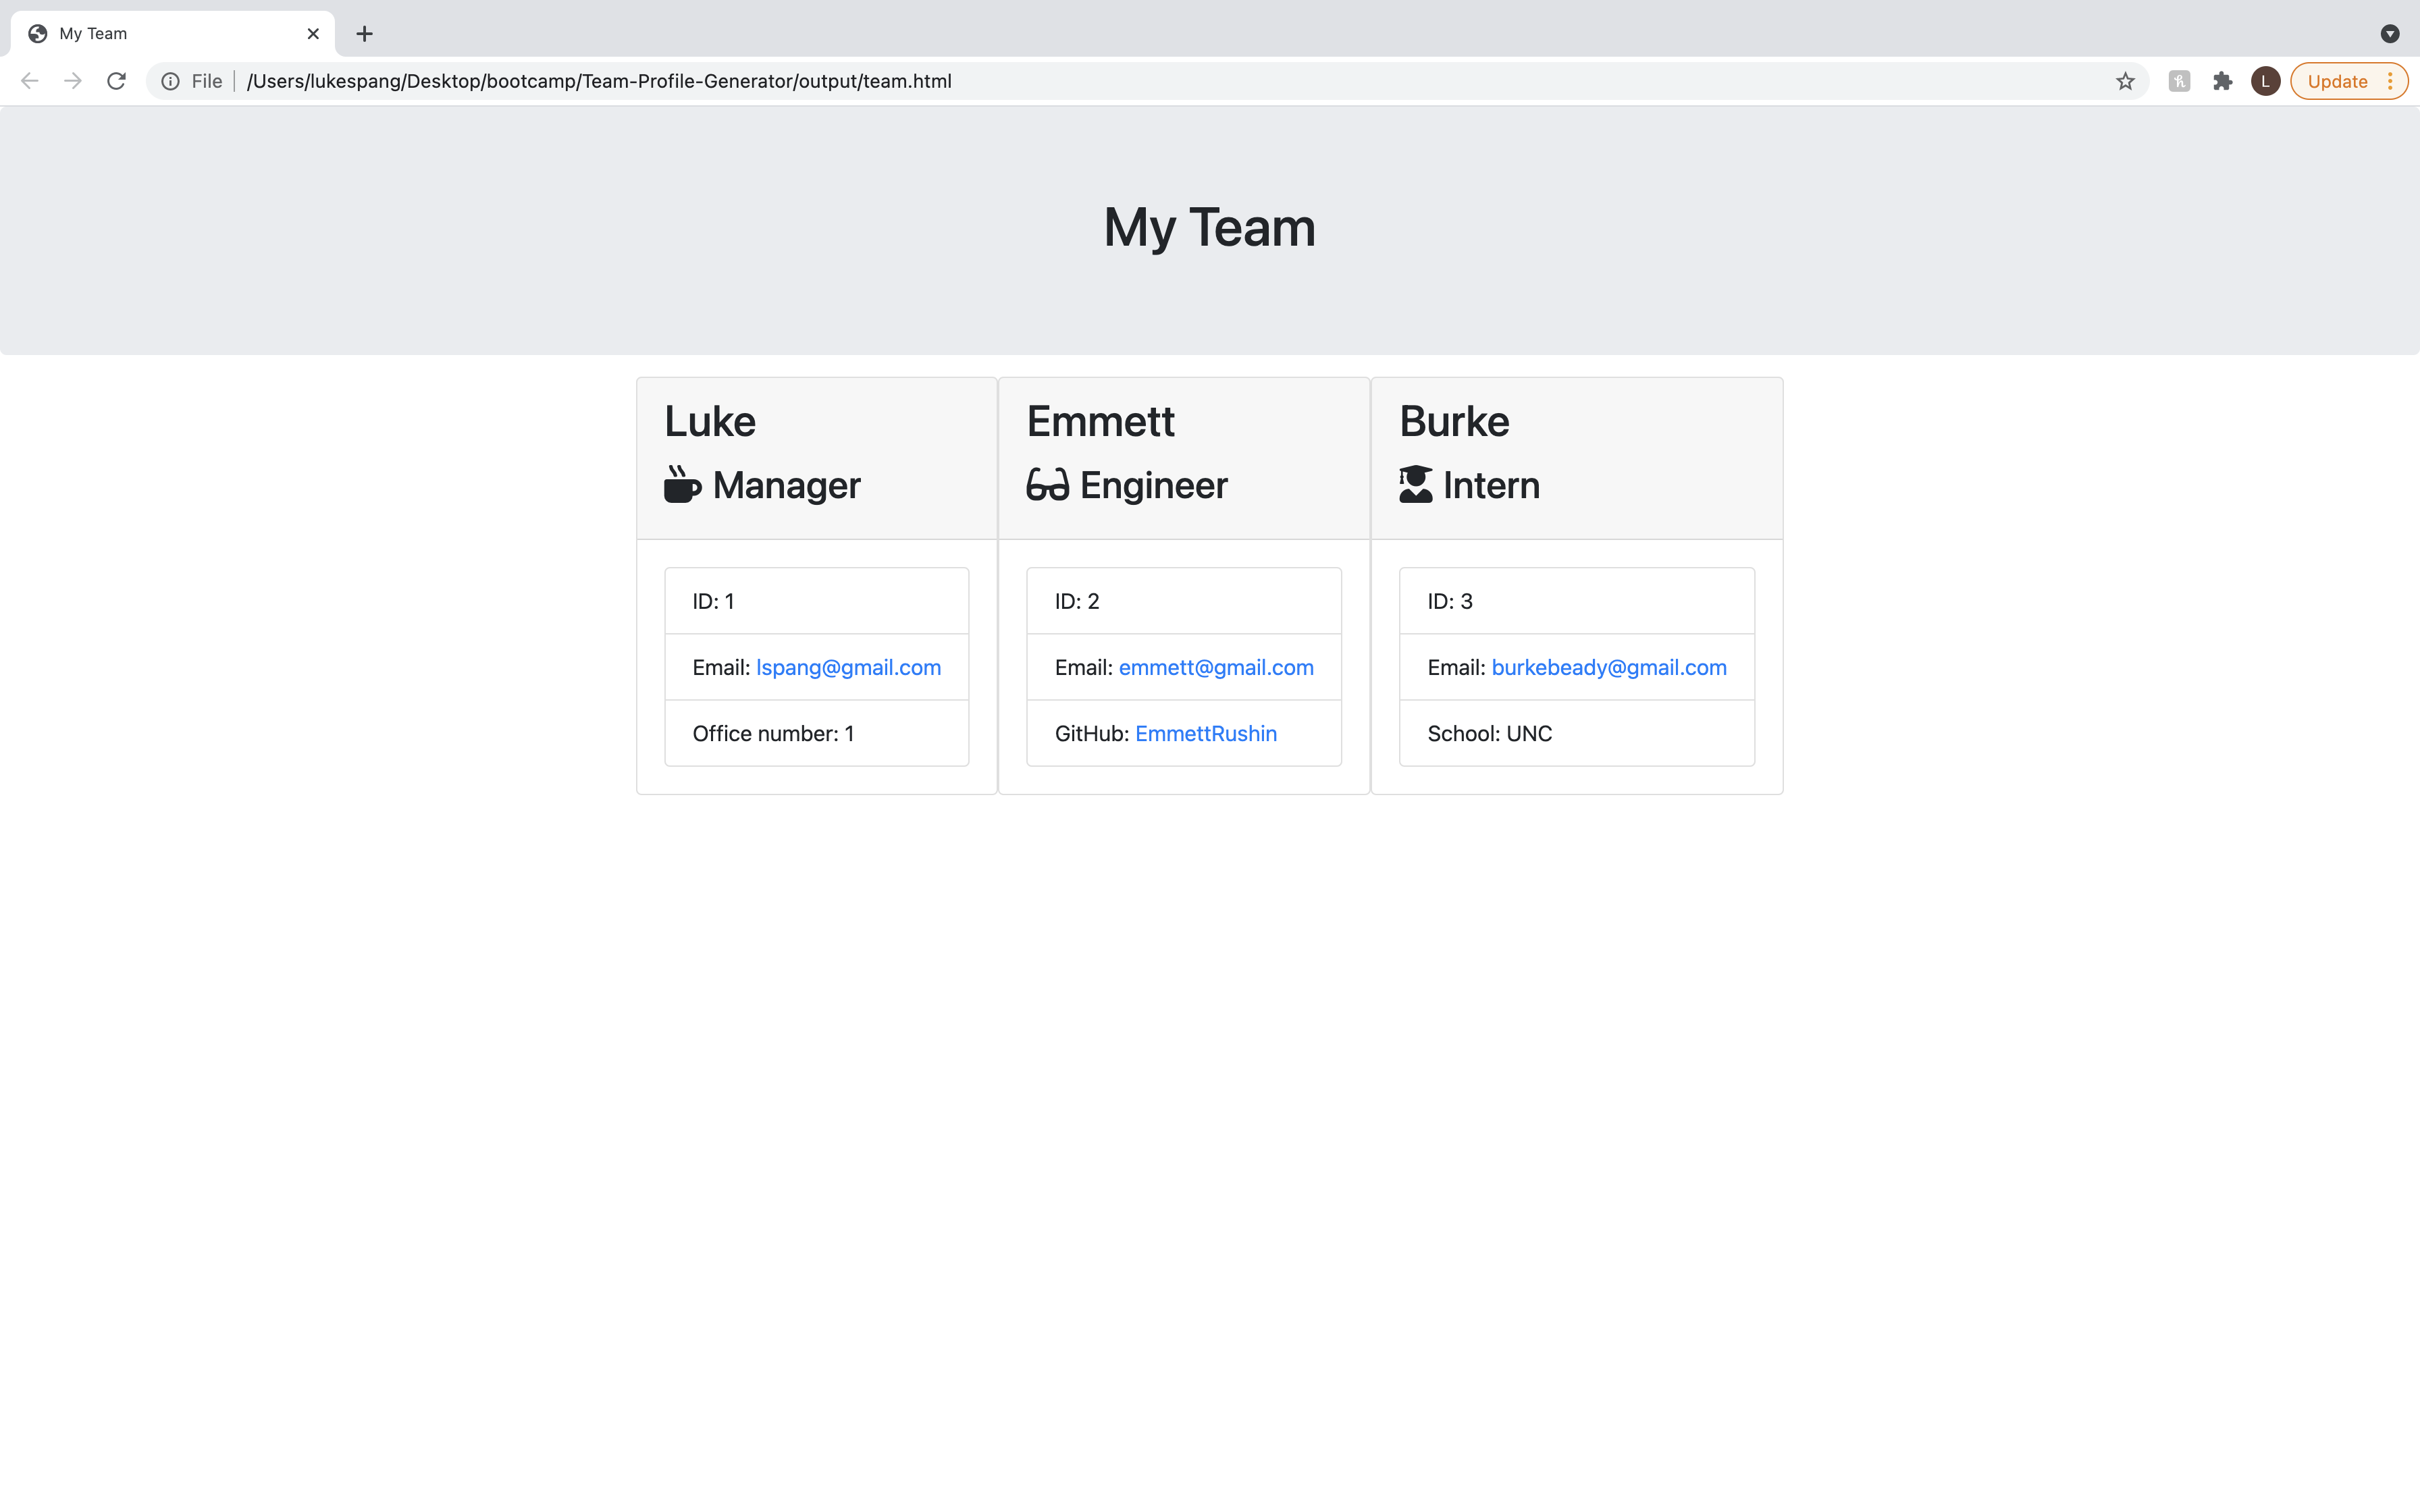 My Team
File /Users/lukespang/Desktop/bootcamp/Team-Profile-Generator/output/team.html
L
Update
My Team
Luke
Manager
ID: 1
Email: lspang@gmail.com
Office number: 1
Emmett
Engineer
ID: 2
Email: emmett@gmail.com
GitHub: EmmettRushin
Burke
Intern
ID: 3
Email: burkebeady@gmail.com
School: UNC